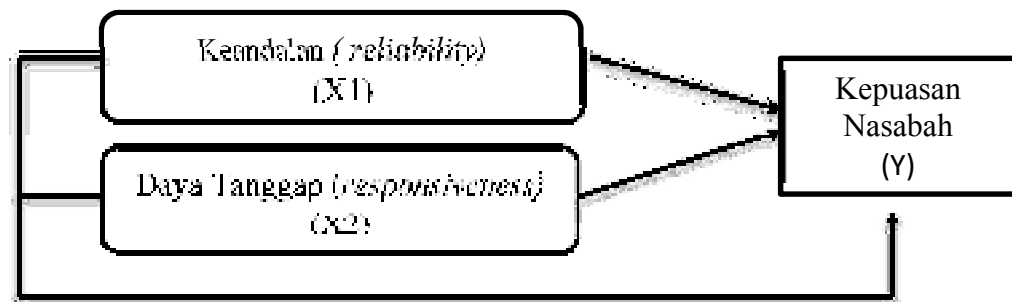 Keandalan (reliability)
(X1)
Daya Tanggap (responsiveness)
(X2)
Kepuasan
Nasabah
(Y)